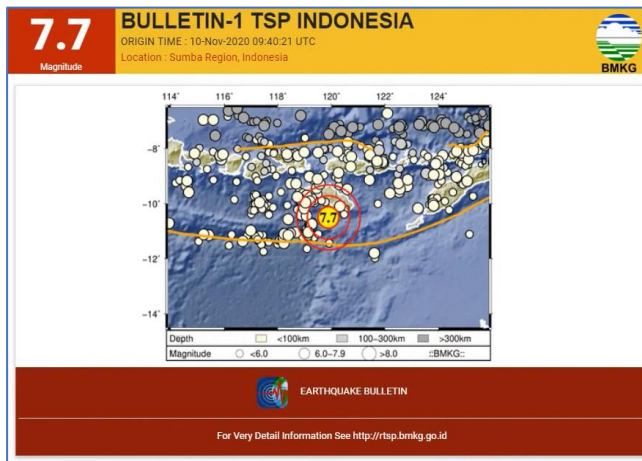 7.7
Magnitude
BULLETIN-1 TSP INDONESIA
ORIGIN TIME : 10-Nov-2020 09:40:21 UTC
Location : Sumba Region, Indonesia
BMKG
114˚ 116˚ 118˚ 120˚ 122˚ 124˚
-8˚
-10˚
7.7
-12˚
-14˚
Depth <100km 100-300km >300km
Magnitude <6.0 6.0-7.9 >8.0 ::BMKG::
EARTHQUAKE BULLETIN
For Very Detail Information See http://rtsp.bmkg.go.id